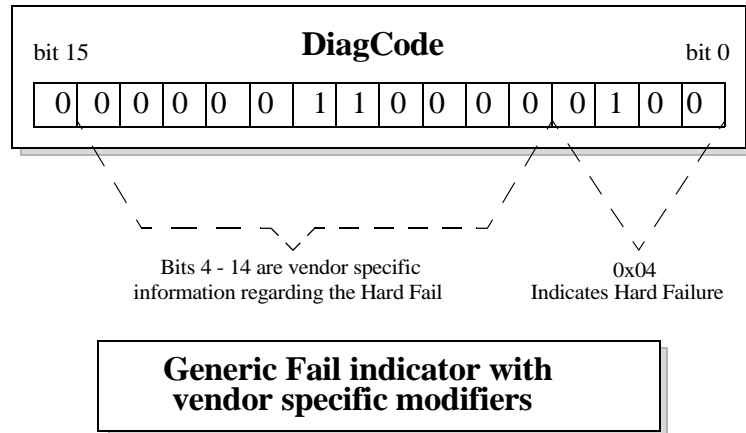 DiagCode
bit 15 bit 0
0 0 0 0 0 0 1 1 0 0 0 0 0 1 0 0
Bits 4 - 14 are vendor specific
information regarding the Hard Fail
0x04
Indicates Hard Failure
Generic Fail indicator with
vendor specific modifiers